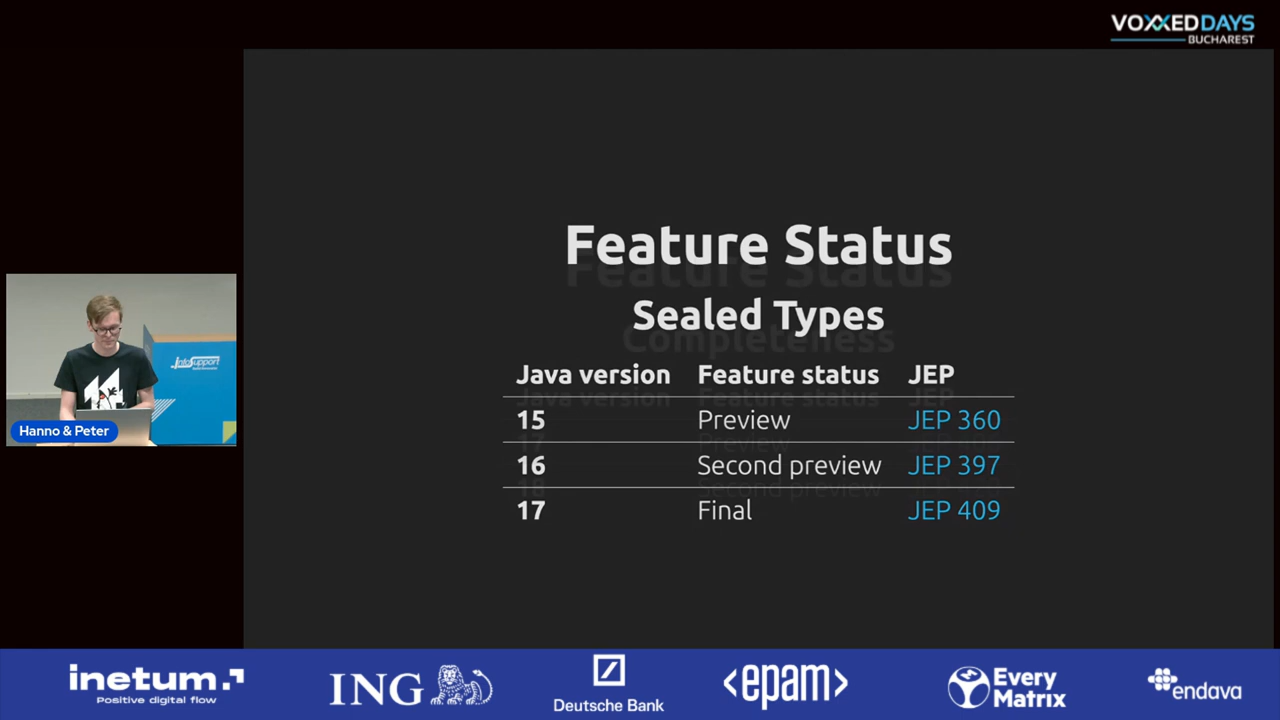 VOXXED DAYS
BUCHAREST
Feature Status
Sealed Types
Completeness
Java version Feature status JEP
15 Preview JEP 360
16 Second preview JEP 397
17 Final JEP 409
infoSupport
Hanno & Peter
inetum.
Positive digital flow
ING
Deutsche Bank
<epam>
Every
Matrix
endava